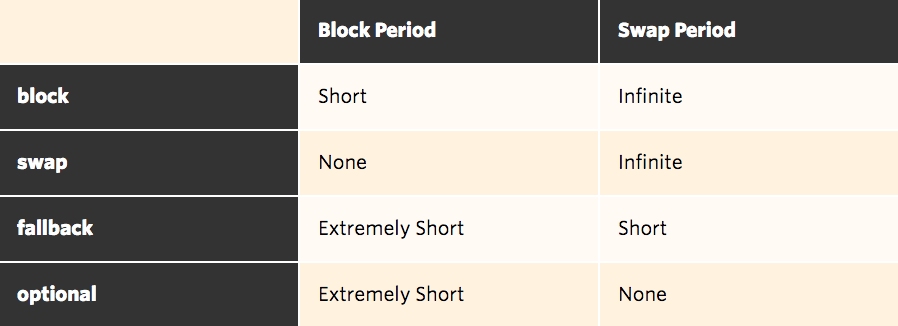 Block Period Swap Period
block Short Infinite
swap None Infinite
fallback Extremely Short Short
optional Extremely Short None